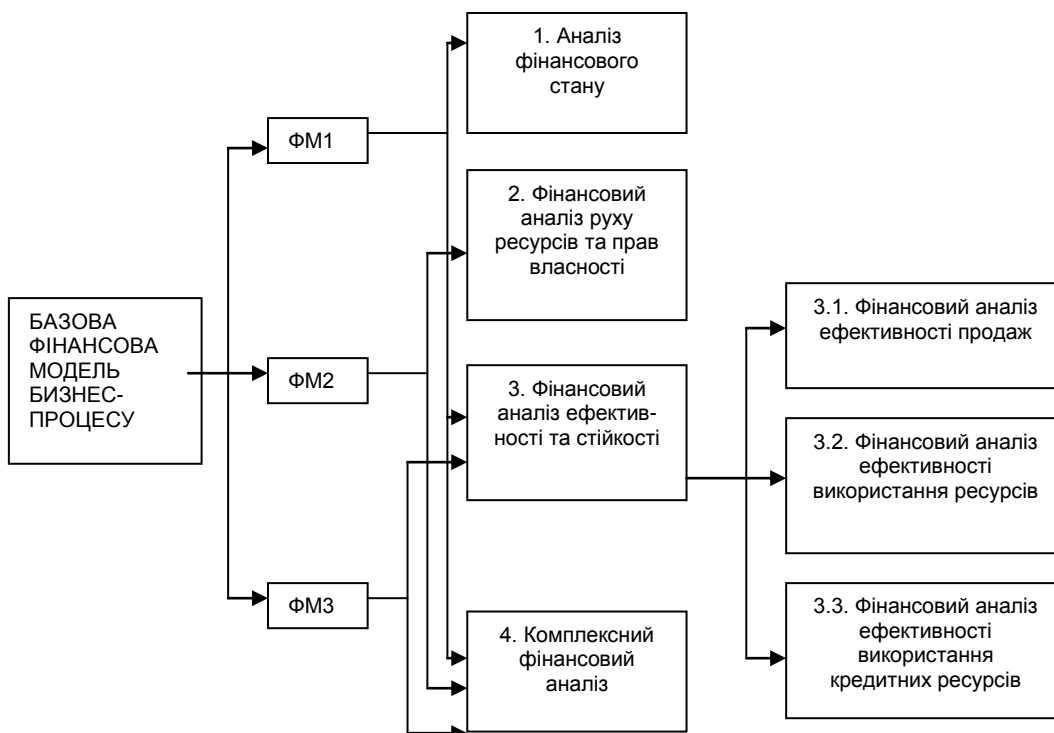 БАЗОВА
ФІНАНСОВА
МОДЕЛЬ
БИЗНЕС-
ПРОЦЕСУ
ФМ1
ФМ2
ФМ3
1. Аналіз
фінансового
стану
2. Фінансовий
аналіз руху
ресурсів та прав
власності
3. Фінансовий
аналіз ефектив-
ності та стійкості
4. Комплексний
фінансовий
аналіз
3.1. Фінансовий аналіз
ефективності продаж
3.2. Фінансовий аналіз
ефективності
використання ресурсів
3.3. Фінансовий аналіз
ефективності
використання
кредитних ресурсів